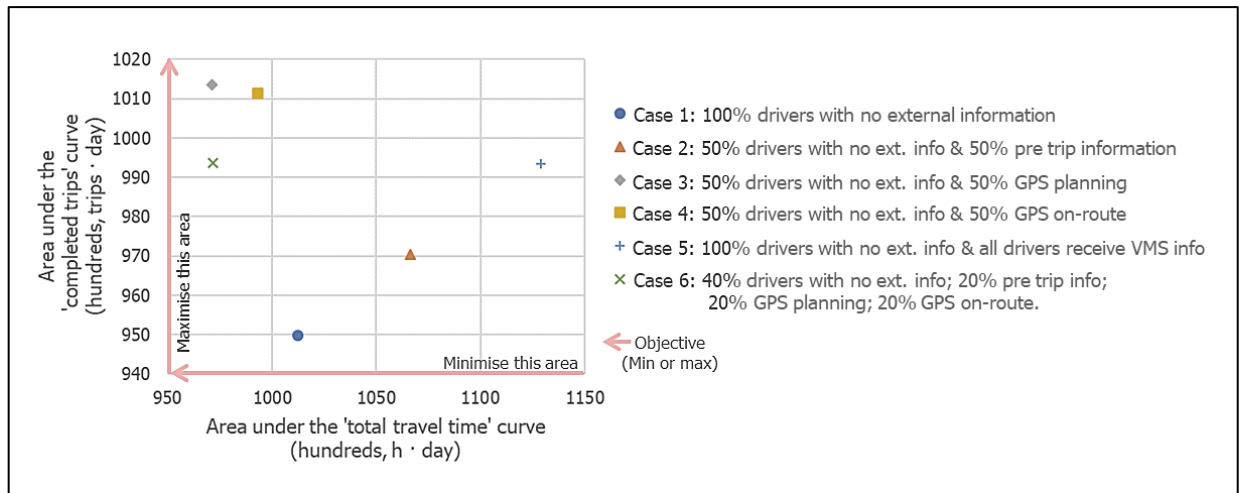 Area under the
'completed trips' curve
(hundreds, trips · day)
1020
1010
1000
990
980
970
960
950
940
Maximise this area
Minimise this area
950
1000
1050
1100
1150
Area under the 'total travel time' curve
(hundreds, h · day)
Case 1: 100% drivers with no external information
Case 2: 50% drivers with no ext. info & 50% pre trip information
Case 3: 50% drivers with no ext. info & 50% GPS planning
Case 4: 50% drivers with no ext. info & 50% GPS on-route
Case 5: 100% drivers with no ext. info & all drivers receive VMS info
Case 6: 40% drivers with no ext. info; 20% pre trip info;
20% GPS planning; 20% GPS on-route.
Objective
(Min or max)